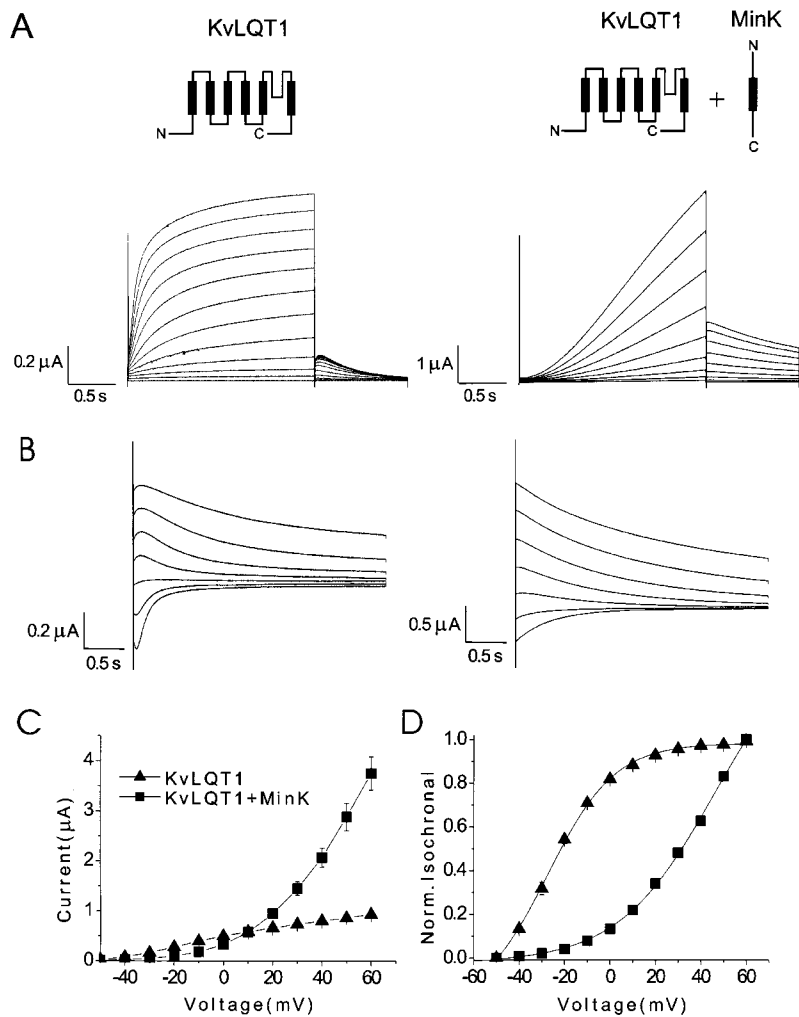 A
KvLQT1
KvLQT1
MinK
N
N
C
N
C
+
C
0.2 µA
0.5 s
1 µA
0.5 s
B
0.2 µA
0.5 s
0.5 µA
0.5 s
C
D
Current(µA)
4
3
2
1
0
KvLQT1
KvLQT1+MinK
-40 -20 0 20 40 60
Voltage(mV)
Norm.Isochronal
1.0
0.8
0.6
0.4
0.2
0.0
-60 -40 -20 0 20 40 60
Voltage(mV)